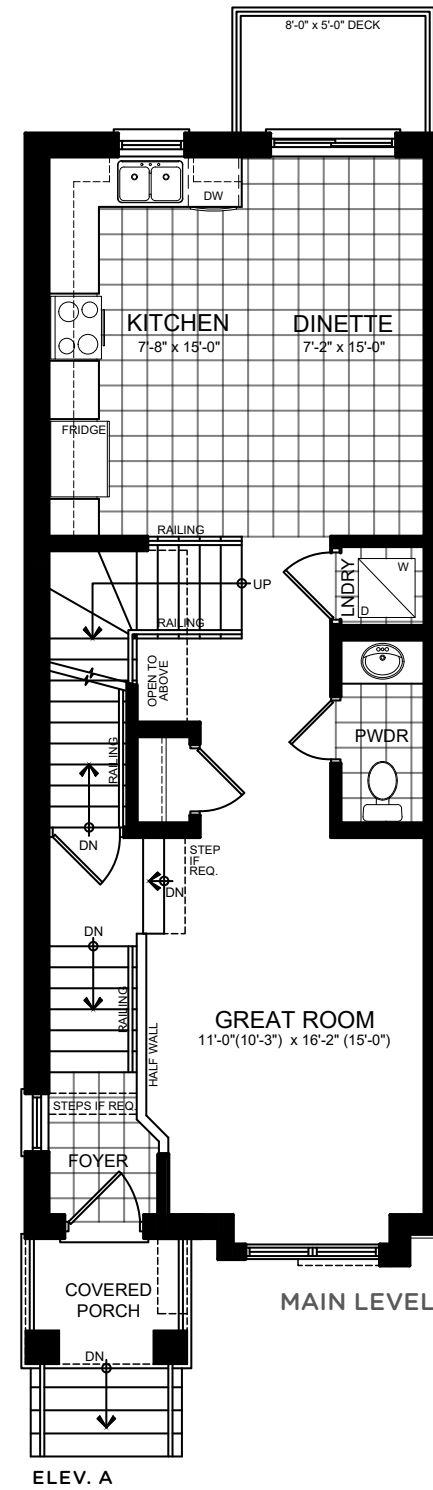 8'-0" x 5'-0" DECK
DW
KITCHEN
7'-8" x 15'-0"
DINETTE
7'-2" x 15'-0"
FRIDGE
RAILING
UP
LNDRY
W
D
RAILING
OPEN TO
ABOVE
PWDR
RAILING
DN
STEP
IF
REQ.
DN
DN
RAILING
HALF WALL
GREAT ROOM
11'-0"(10'-3") x 16'-2" (15'-0")
STEPS IF REQ.
FOYER
COVERED
PORCH
MAIN LEVEL
DN
ELEV. A